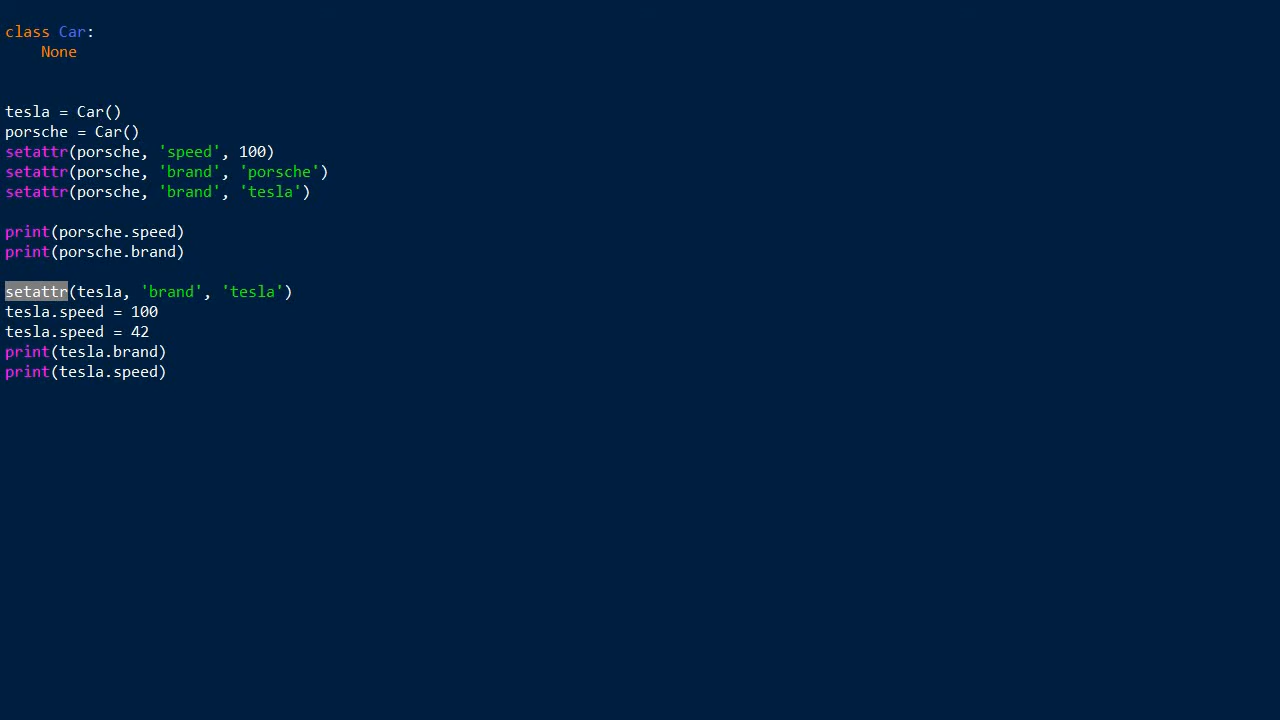 class Car:
    None
tesla = Car()
porsche = Car()
setattr(porsche, 'speed', 100)
setattr(porsche, 'brand', 'porsche')
setattr(porsche, 'brand', 'tesla')
print(porsche.speed)
print(porsche.brand)
setattr(tesla, 'brand', 'tesla')
tesla.speed = 100
tesla.speed = 42
print(tesla.brand)
print(tesla.speed)